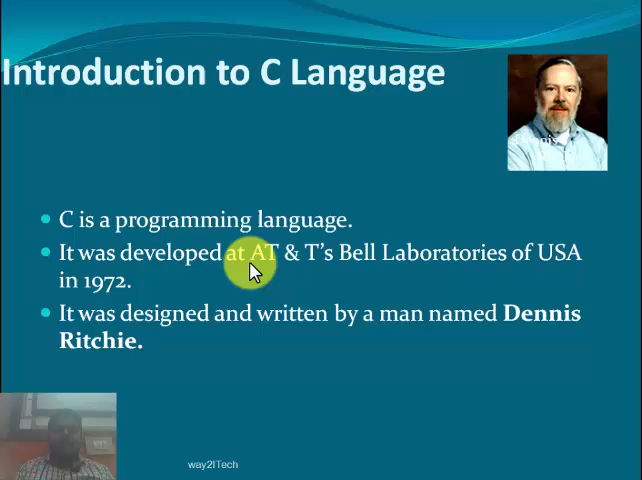 Introduction to C Language
Dennis
C is a programming language.
It was developed at AT & T's Bell Laboratories of USA
in 1972.
It was designed and written by a man named Dennis
Ritchie.
way2ITech